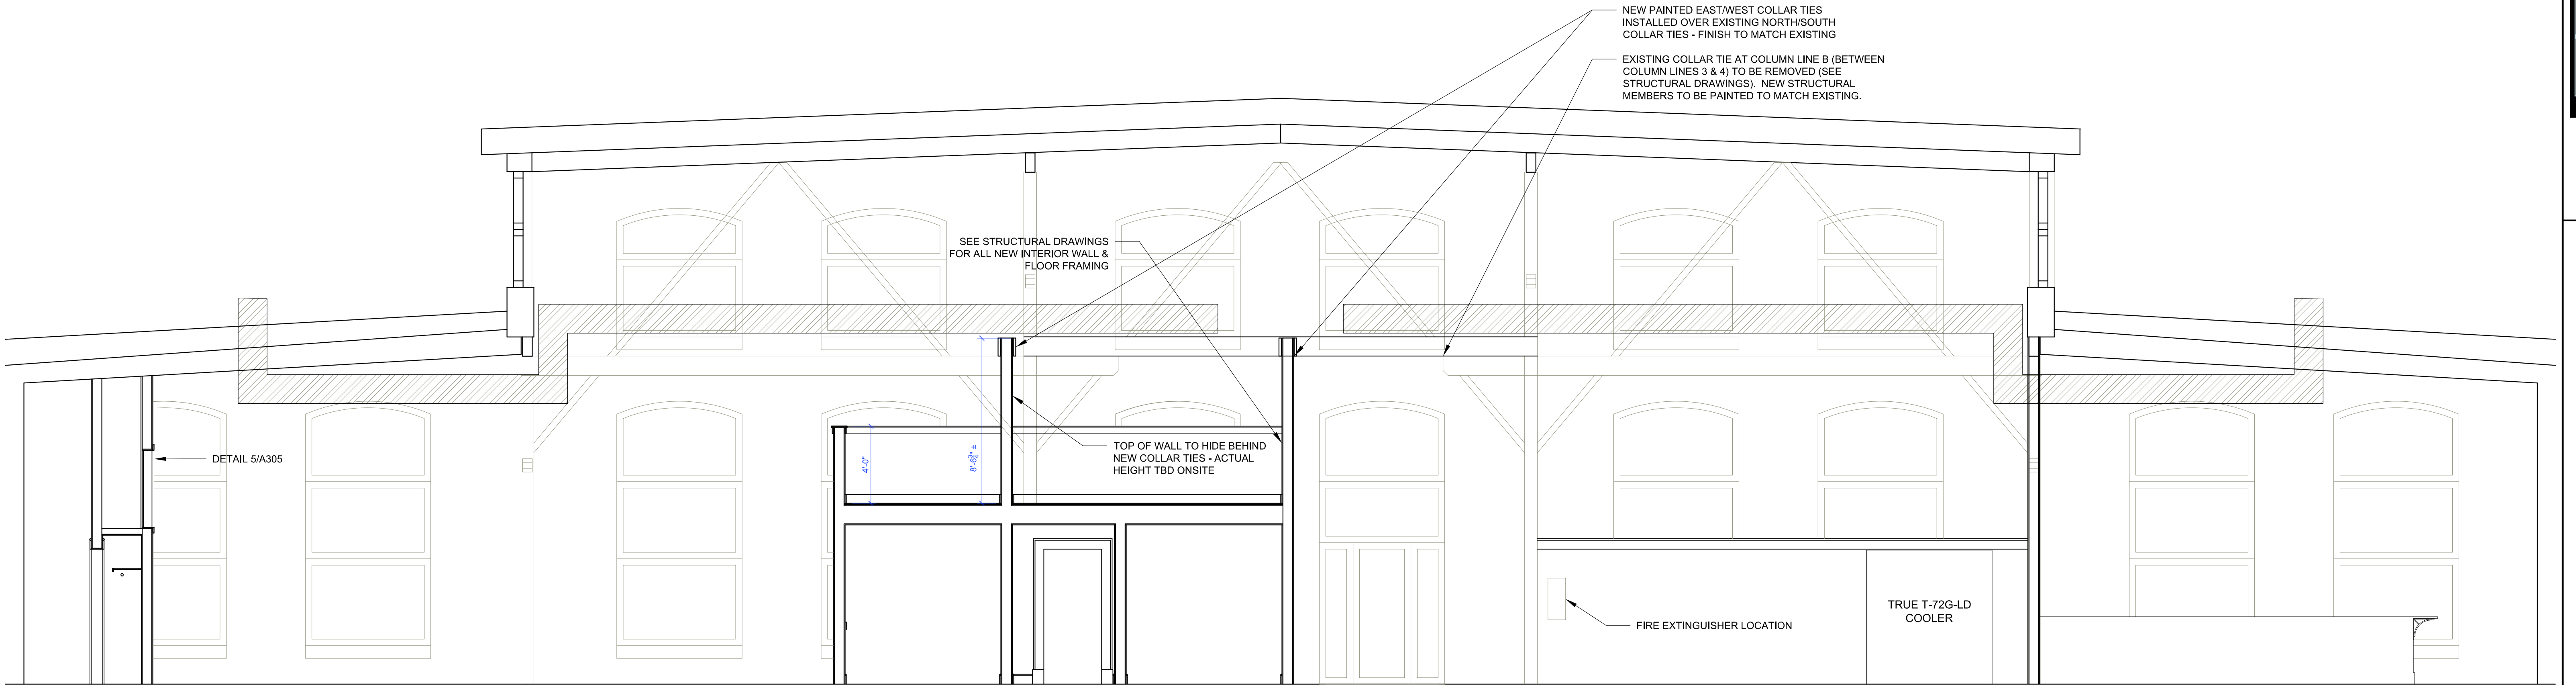 NEW PAINTED EAST/WEST COLLAR TIES
INSTALLED OVER EXISTING NORTH/SOUTH
COLLAR TIES - FINISH TO MATCH EXISTING
EXISTING COLLAR TIE AT COLUMN LINE B (BETWEEN
COLUMN LINES 3 & 4) TO BE REMOVED (SEE
STRUCTURAL DRAWINGS). NEW STRUCTURAL
MEMBERS TO BE PAINTED TO MATCH EXISTING.
SEE STRUCTURAL DRAWINGS
FOR ALL NEW INTERIOR WALL &
FLOOR FRAMING
DETAIL 5/A305
4'-0"
8'-6 3/4" ±
TOP OF WALL TO HIDE BEHIND
NEW COLLAR TIES - ACTUAL
HEIGHT TBD ONSITE
FIRE EXTINGUISHER LOCATION
TRUE T-72G-LD
COOLER